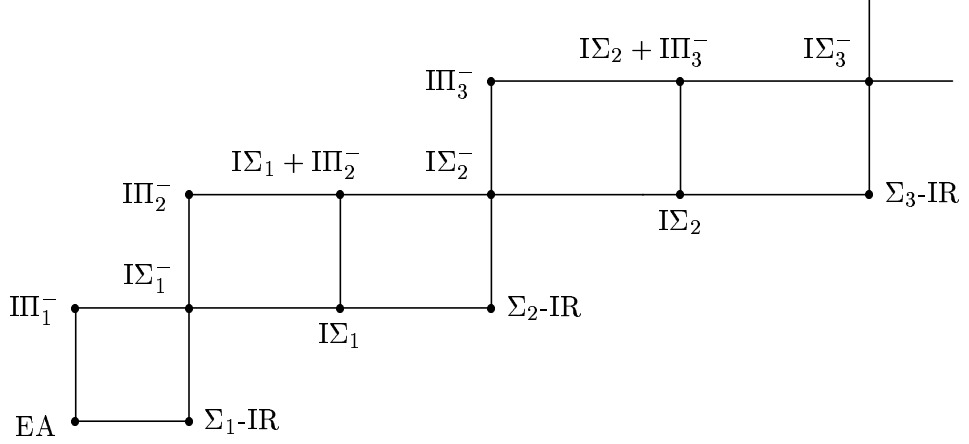 IΣ₂ + IΠ₃⁻
IΣ₃⁻
IΠ₃⁻
IΣ₁ + IΠ₂⁻
IΣ₂⁻
IΠ₂⁻
IΣ₂
Σ₃-IR
IΣ₁⁻
IΠ₁⁻
IΣ₁
Σ₂-IR
EA
Σ₁-IR